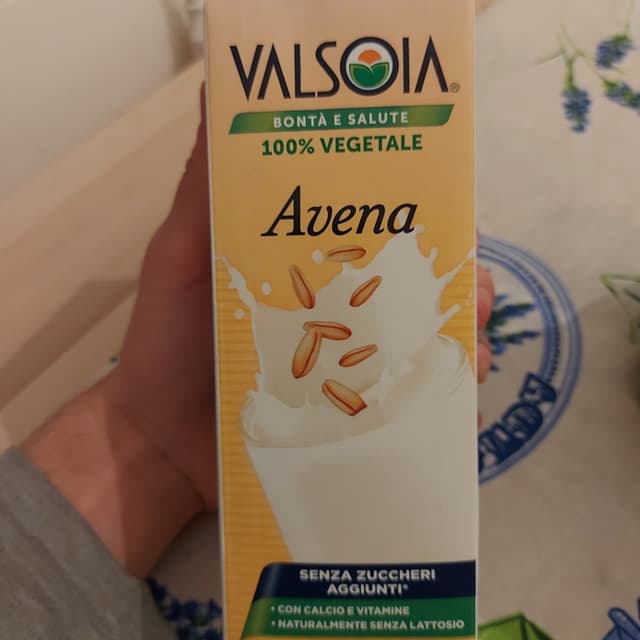 VALSOIA®
BONTÀ E SALUTE
100% VEGETALE
Avena
SENZA ZUCCHERI
AGGIUNTI*
• CON CALCIO E VITAMINE
• NATURALMENTE SENZA LATTOSIO